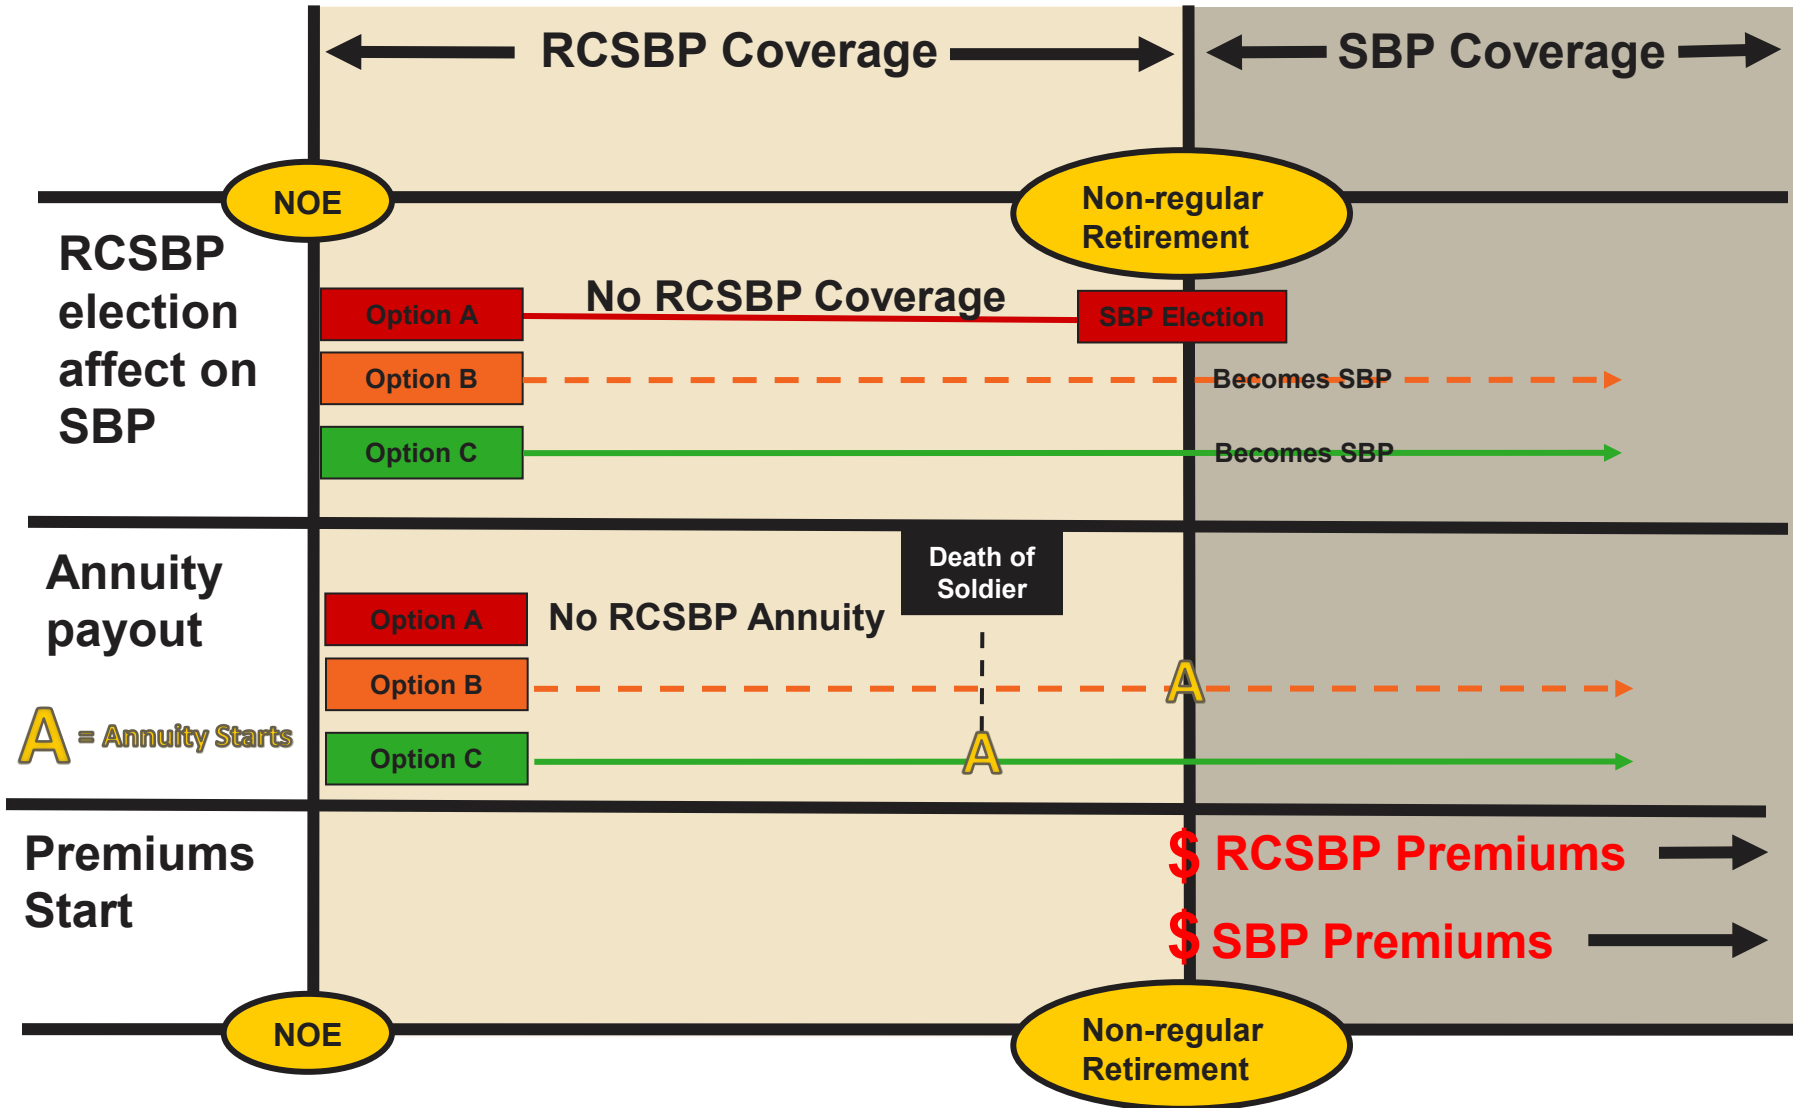 RCSBP Coverage
SBP Coverage
NOE
Non-regular
Retirement
RCSBP
election
affect on
SBP
Option A
No RCSBP Coverage
SBP Election
Option B
Becomes SBP
Option C
Becomes SBP
Annuity
payout
Death of
Soldier
Option A
No RCSBP Annuity
Option B
A
A = Annuity Starts
Option C
A
Premiums
Start
$ RCSBP Premiums
$ SBP Premiums
NOE
Non-regular
Retirement